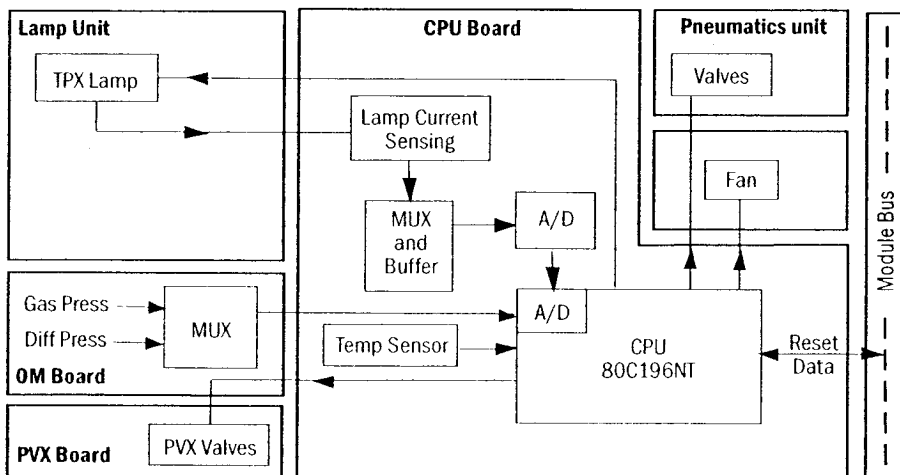 Lamp Unit
CPU Board
Pneumatics unit
TPX Lamp
Valves
Lamp Current
Sensing
Fan
MUX
and
Buffer
A/D
Module Bus
Gas Press
Diff Press
MUX
A/D
Temp Sensor
CPU
80C196NT
Reset
Data
OM Board
PVX Board
PVX Valves